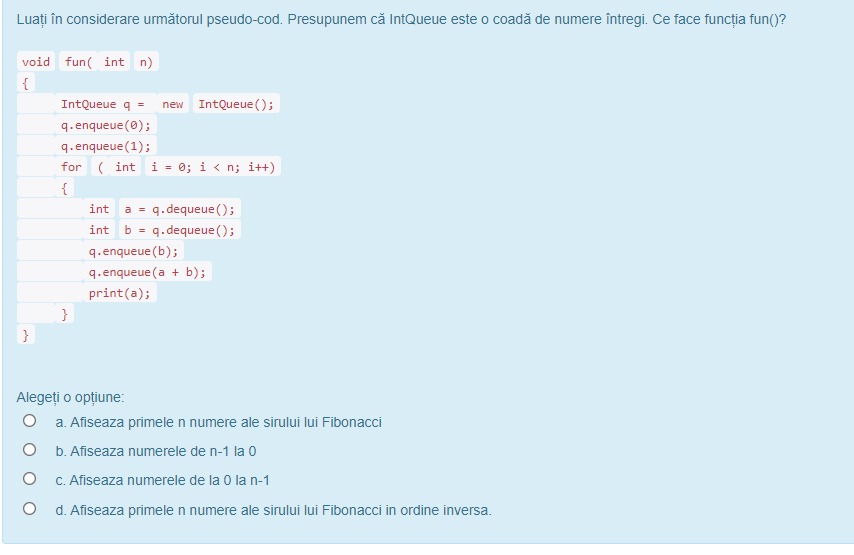 Luați în considerare următorul pseudo-cod. Presupunem că IntQueue este o coadă de numere întregi. Ce face funcția fun()?
void fun( int n)
{
IntQueue q = new IntQueue();
q.enqueue(0);
q.enqueue(1);
for ( int i = 0; i < n; i++)
{
int a = q.dequeue();
int b = q.dequeue();
q.enqueue(b);
q.enqueue(a + b);
print(a);
}
}
Alegeți o opțiune:
a. Afiseaza primele n numere ale sirului lui Fibonacci
b. Afiseaza numerele de n-1 la 0
c. Afiseaza numerele de la 0 la n-1
d. Afiseaza primele n numere ale sirului lui Fibonacci in ordine inversa.